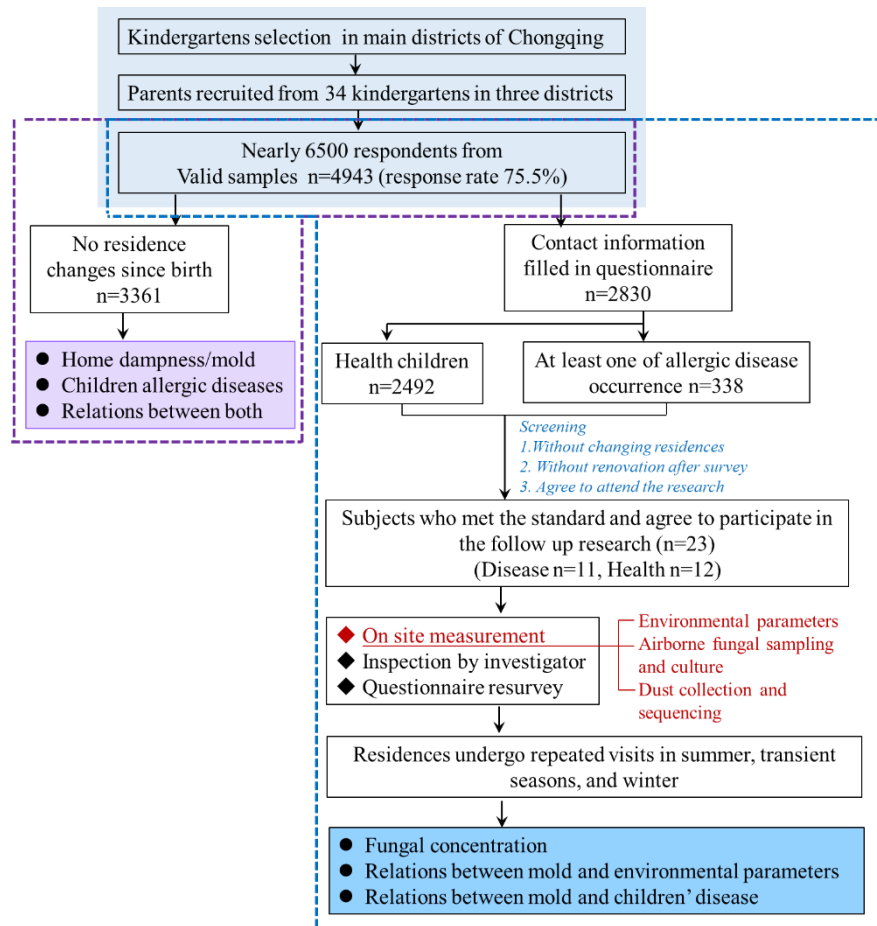 Kindergartens selection in main districts of Chongqing
Parents recruited from 34 kindergartens in three districts
Nearly 6500 respondents from
Valid samples n=4943 (response rate 75.5%)
No residence
changes since birth
n=3361
Contact information
filled in questionnaire
n=2830
● Home dampness/mold
● Children allergic diseases
● Relations between both
Health children
n=2492
At least one of allergic disease
occurrence n=338
Screening
1.Without changing residences
2. Without renovation after survey
3. Agree to attend the research
Subjects who met the standard and agree to participate in
the follow up research (n=23)
(Disease n=11, Health n=12)
◆ On site measurement
◆ Inspection by investigator
◆ Questionnaire resurvey
Environmental parameters
Airborne fungal sampling
and culture
Dust collection and
sequencing
Residences undergo repeated visits in summer, transient
seasons, and winter
● Fungal concentration
● Relations between mold and environmental parameters
● Relations between mold and children’ disease